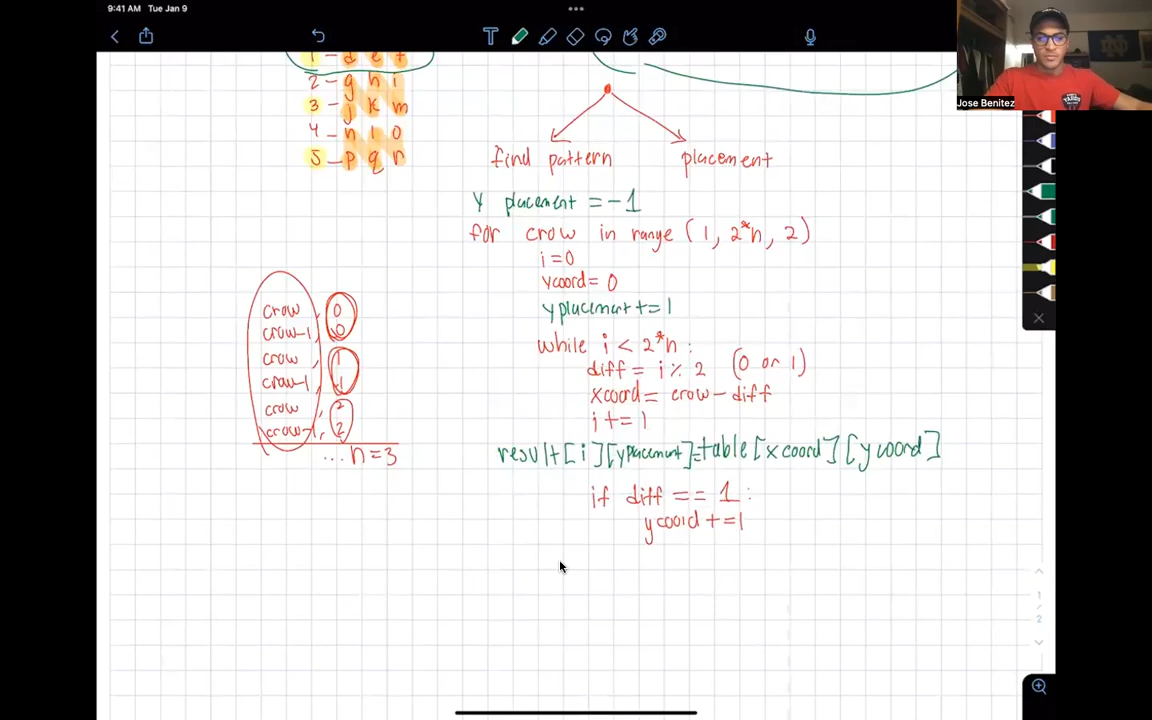 9:41 AM Tue Jan 9
Jose Benitez
1 - d e f
2 - g h i
3 - j k m
4 - n l o
5 - p q r
find pattern
placement
y placement = -1
for crow in range (1, 2*n, 2)
i=0
ycoord= 0
yplacement += 1
while i < 2*n :
diff = i % 2 (0 or 1)
xcoord= crow - diff
i += 1
result[i][yplacement]=table[xcoord][ycoord]
if diff == 1 :
ycoord +=1
crow, 0
crow-1, 0
crow, 1
crow-1, 1
crow, 2
crow-1, 2
... n=3
1
2